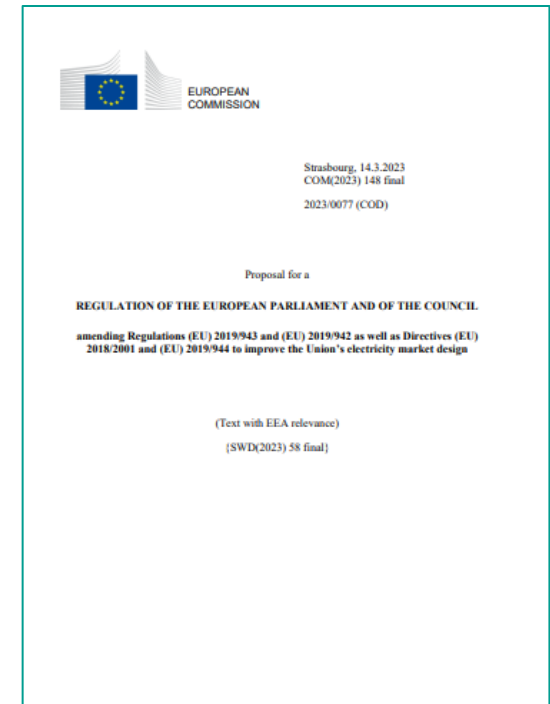 EUROPEAN
COMMISSION
Strasbourg, 14.3.2023
COM(2023) 148 final
2023/0077 (COD)
Proposal for a
REGULATION OF THE EUROPEAN PARLIAMENT AND OF THE COUNCIL
amending Regulations (EU) 2019/943 and (EU) 2019/942 as well as Directives (EU)
2018/2001 and (EU) 2019/944 to improve the Union’s electricity market design
(Text with EEA relevance)
{SWD(2023) 58 final}